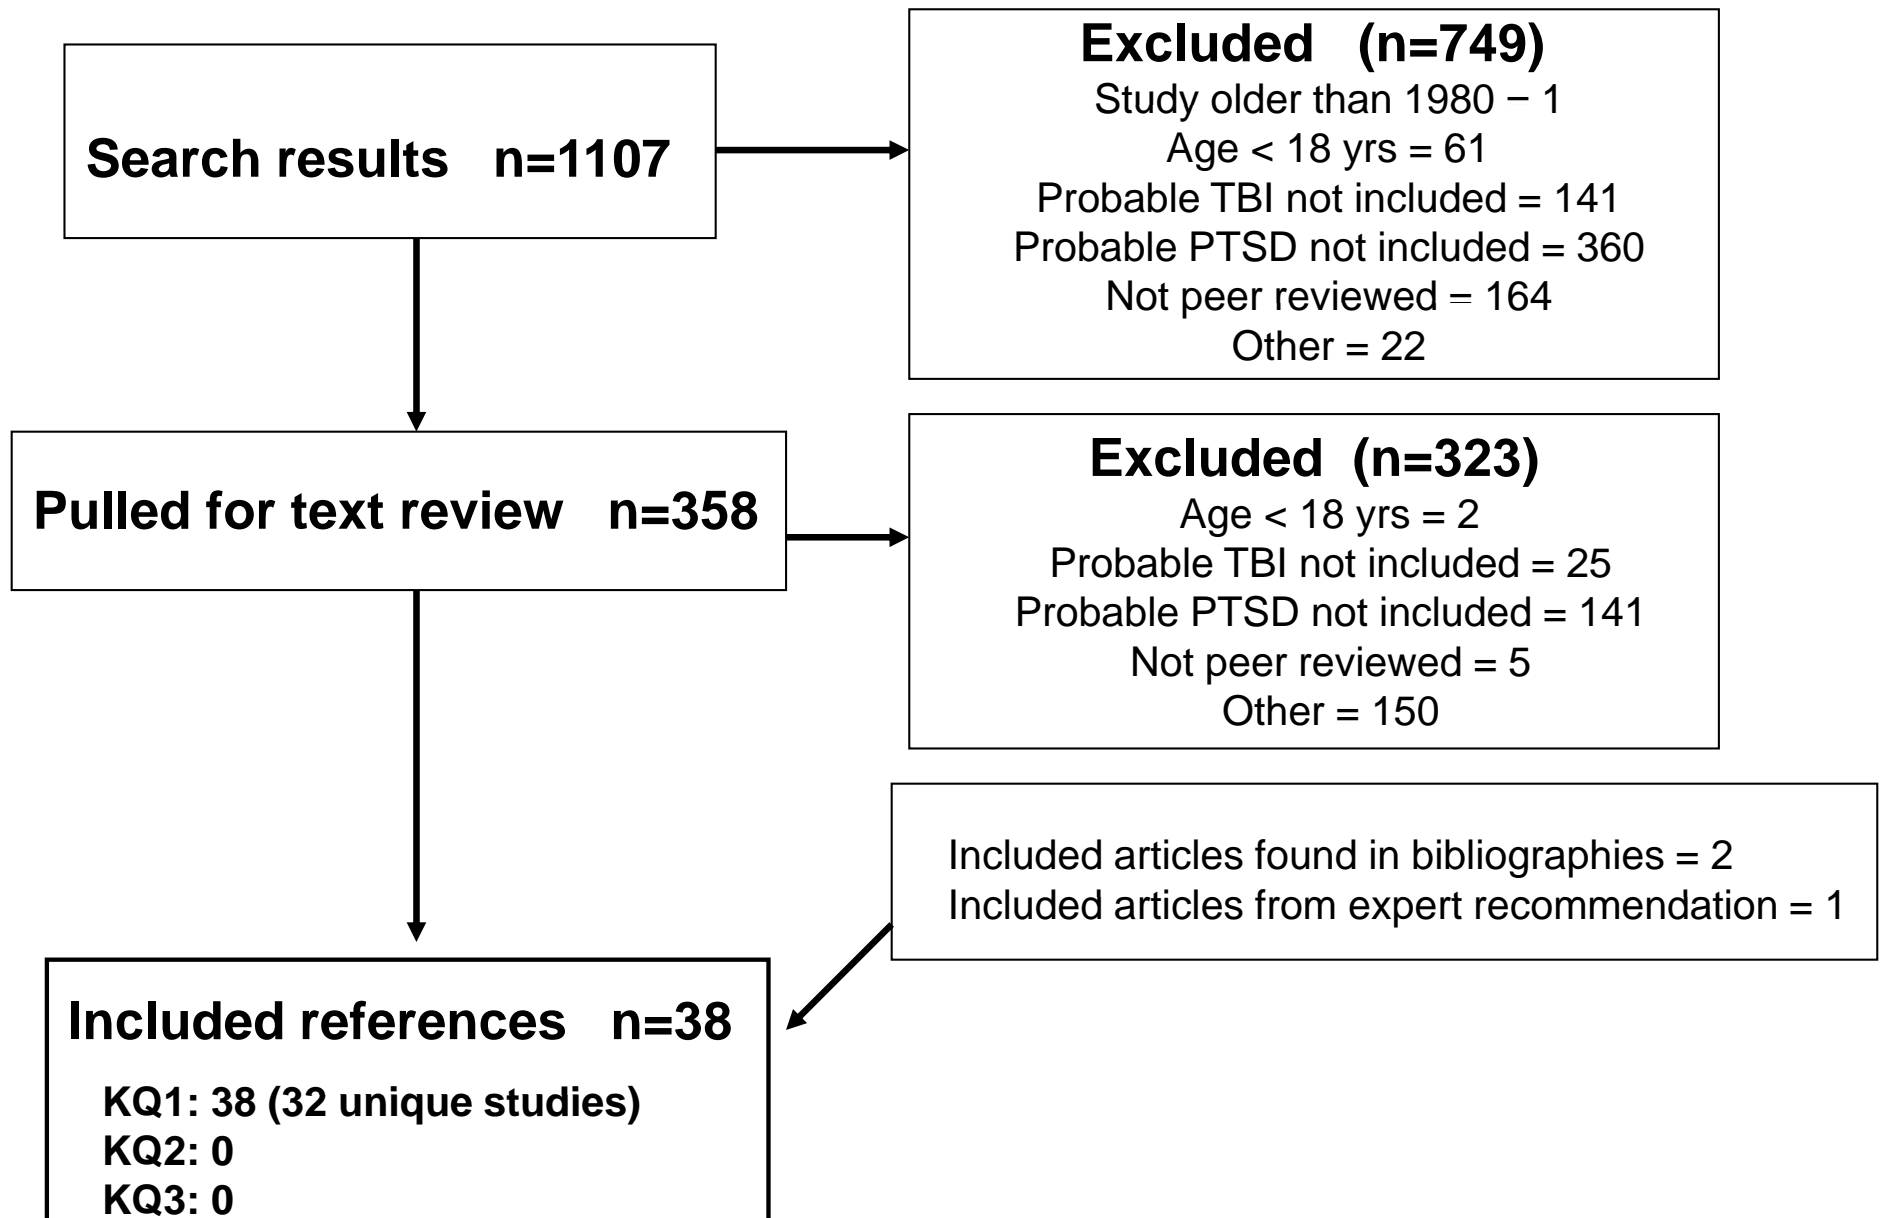 Search results n=1107
Excluded (n=749)
Study older than 1980 – 1
Age < 18 yrs = 61
Probable TBI not included = 141
Probable PTSD not included = 360
Not peer reviewed = 164
Other = 22
Pulled for text review n=358
Excluded (n=323)
Age < 18 yrs = 2
Probable TBI not included = 25
Probable PTSD not included = 141
Not peer reviewed = 5
Other = 150
Included articles found in bibliographies = 2
Included articles from expert recommendation = 1
Included references n=38
KQ1: 38 (32 unique studies)
KQ2: 0
KQ3: 0